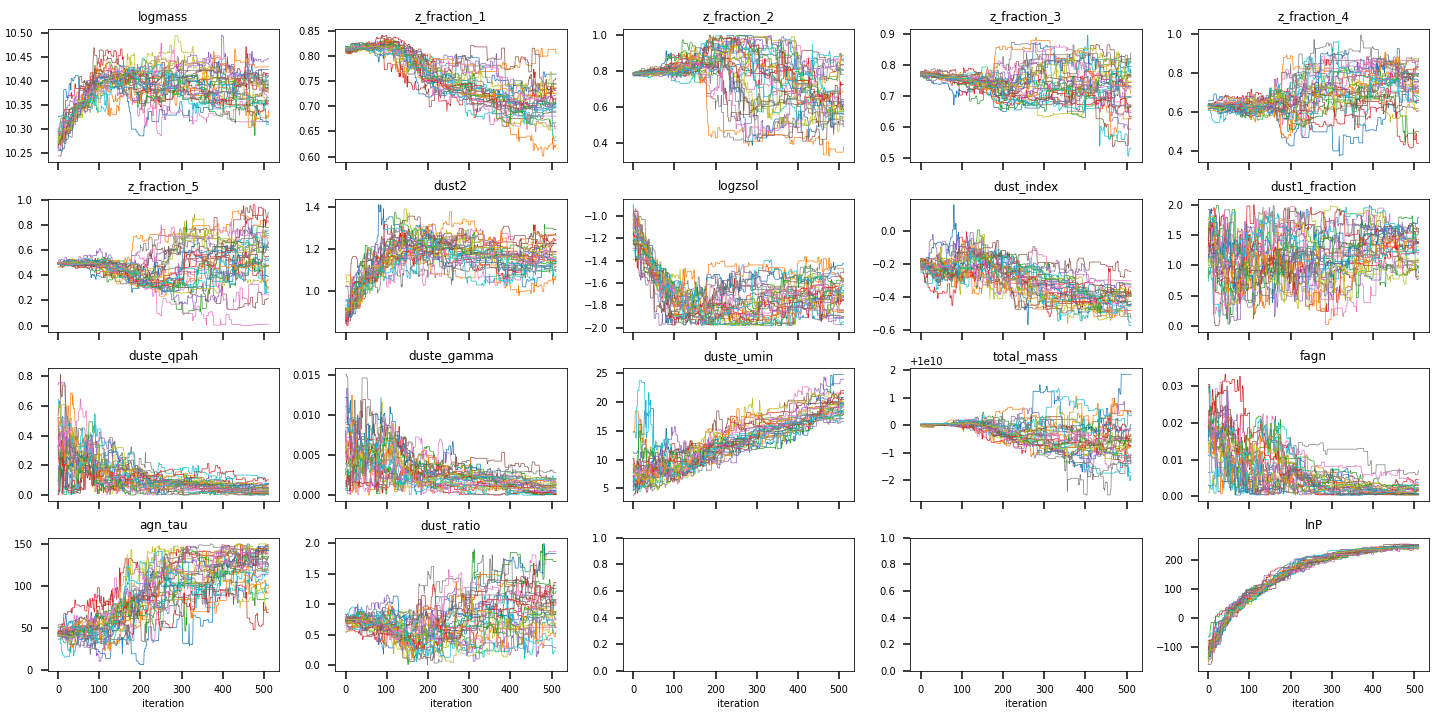 logmass z_fraction_1 z_fraction_2 z_fraction_3 z_fraction_4
10.50 0.85 1.0 0.9 1.0
10.45 0.80 0.8 0.8 0.8
10.40 0.75 0.6 0.7 0.6
10.35 0.70 0.4 0.6 0.4
10.30 0.65 0.5
10.25 0.60
z_fraction_5 dust2 logzsol dust_index dust1_fraction
1.0 1.4 −1.0 0.0 2.0
0.8 1.2 −1.2 −0.2 1.5
0.6 1.0 −1.4 −0.4 1.0
0.4 −1.6 −0.6 0.5
0.2 −1.8 0.0
0.0 −2.0
duste_qpah duste_gamma duste_umin total_mass fagn
+1e10
0.8 0.015 25 2 0.03
0.6 0.010 20 1 0.02
0.4 0.005 15 0 0.01
0.2 0.000 10 −1 0.00
0.0 5 −2
agn_tau dust_ratio lnP
150 2.0 1.0 1.0 200
100 1.5 0.8 0.8 100
50 1.0 0.6 0.6 0
0 0.5 0.4 0.4 −100
0.0 0.2 0.2
0.0 0.0
0 100 200 300 400 500 0 100 200 300 400 500 0 100 200 300 400 500 0 100 200 300 400 500 0 100 200 300 400 500
iteration iteration iteration iteration iteration